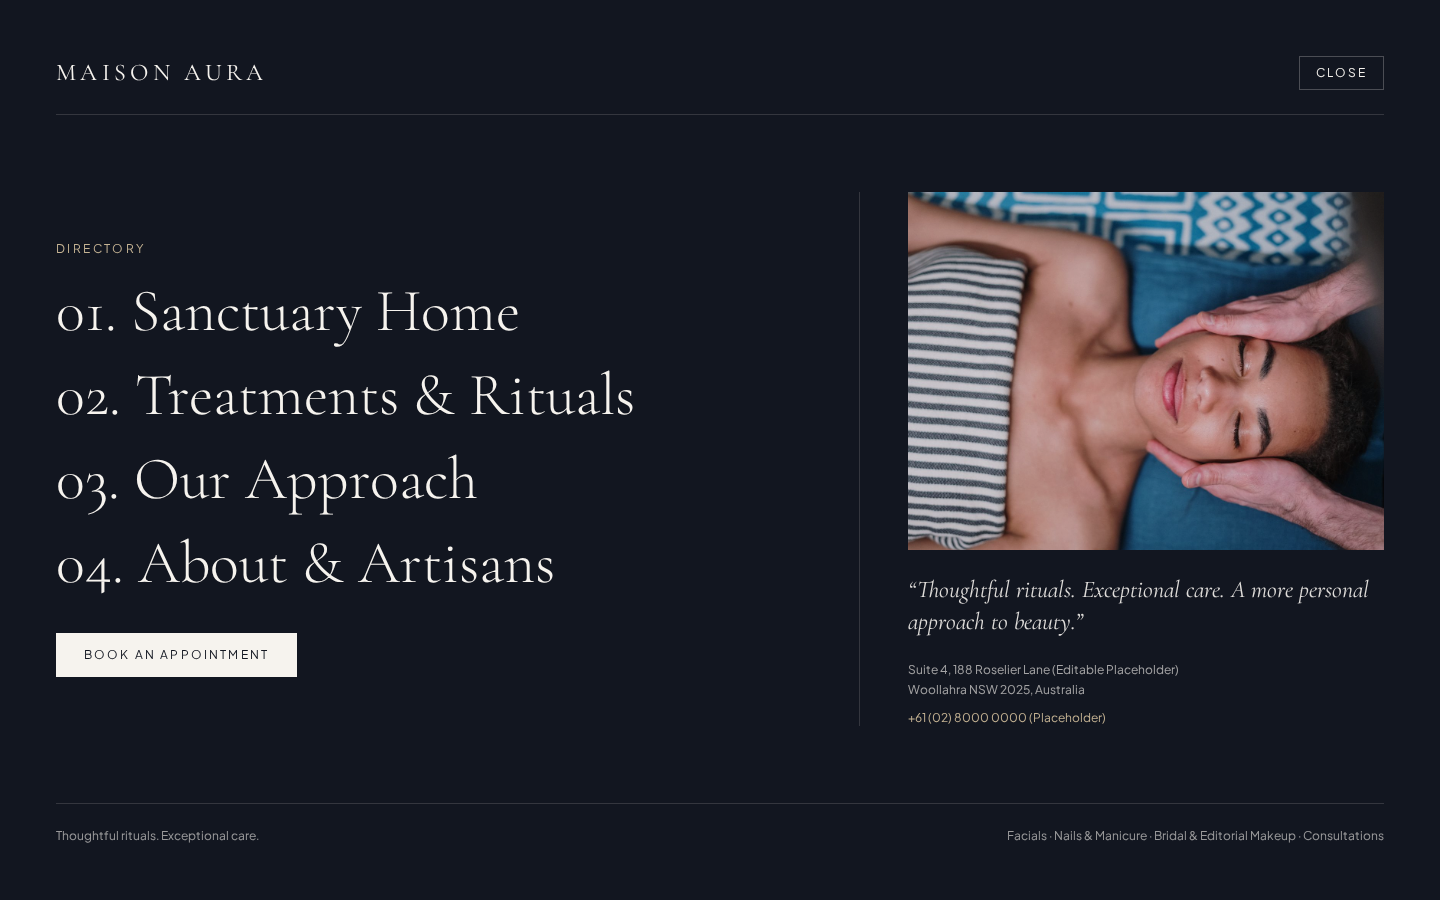 MAISON AURA
CLOSE
DIRECTORY
01. Sanctuary Home
02. Treatments & Rituals
03. Our Approach
04. About & Artisans
BOOK AN APPOINTMENT
“Thoughtful rituals. Exceptional care. A more personal
approach to beauty.”
Suite 4, 188 Roselier Lane (Editable Placeholder)
Woollahra NSW 2025, Australia
+61 (02) 8000 0000 (Placeholder)
Thoughtful rituals. Exceptional care.
Facials · Nails & Manicure · Bridal & Editorial Makeup · Consultations